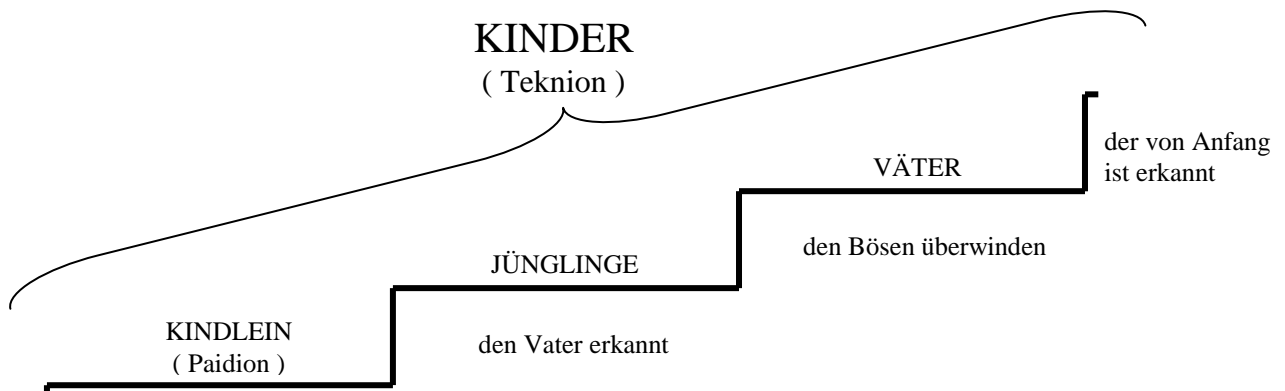 KINDER
( Teknion )
der von Anfang
ist erkannt
VÄTER
den Bösen überwinden
JÜNGLINGE
KINDLEIN
( Paidion )
den Vater erkannt